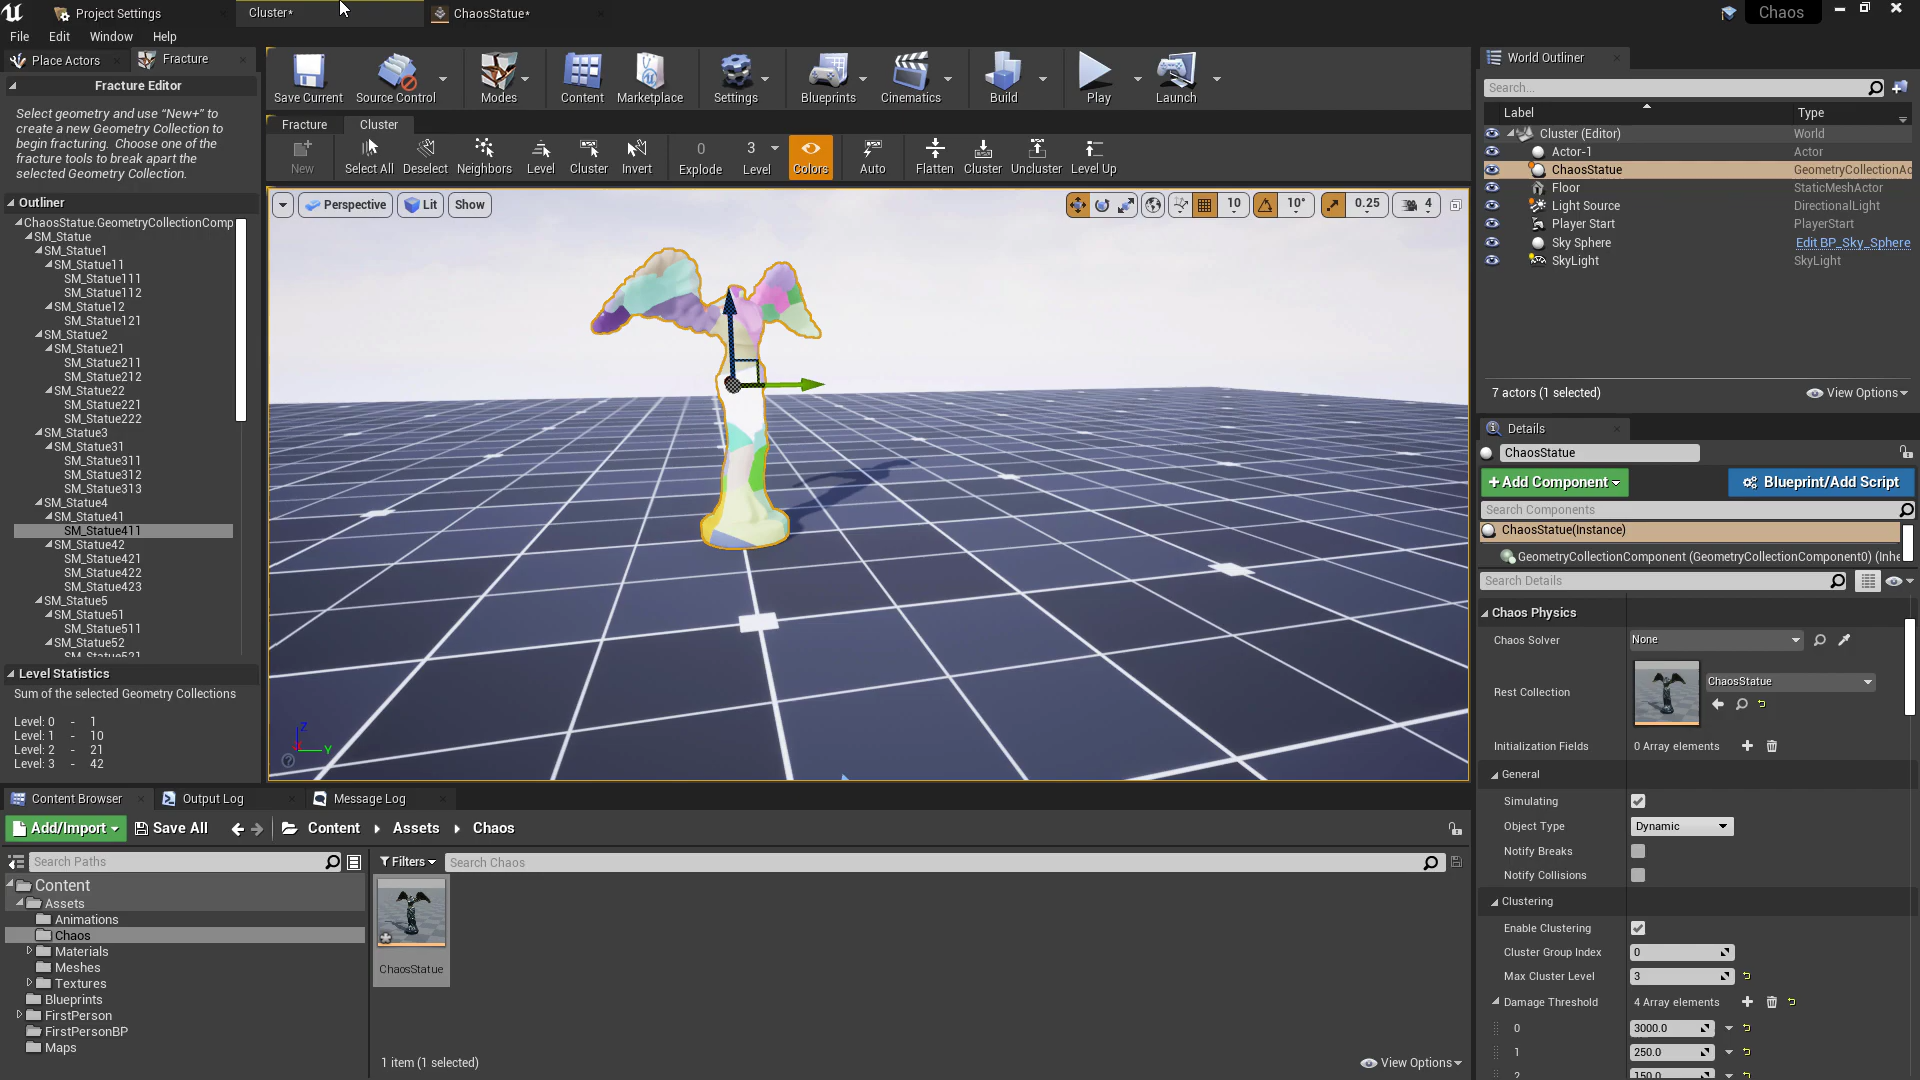 Project Settings
Cluster*
ChaosStatue*
Chaos
File Edit Window Help
Place Actors
Fracture
Fracture Editor
Select geometry and use "New+" to
create a new Geometry Collection to
begin fracturing. Choose one of the
fracture tools to break apart the
selected Geometry Collection.
Outliner
ChaosStatue.GeometryCollectionComp
SM_Statue
SM_Statue1
SM_Statue11
SM_Statue111
SM_Statue112
SM_Statue12
SM_Statue121
SM_Statue2
SM_Statue21
SM_Statue211
SM_Statue212
SM_Statue22
SM_Statue221
SM_Statue222
SM_Statue3
SM_Statue31
SM_Statue311
SM_Statue312
SM_Statue313
SM_Statue4
SM_Statue41
SM_Statue411
SM_Statue42
SM_Statue421
SM_Statue422
SM_Statue423
SM_Statue5
SM_Statue51
SM_Statue511
SM_Statue52
SM_Statue521
Level Statistics
Sum of the selected Geometry Collections
Level: 0 - 1
Level: 1 - 10
Level: 2 - 21
Level: 3 - 42
Save Current Source Control Modes Content Marketplace Settings Blueprints Cinematics Build Play Launch
Fracture Cluster
0 3
New Select All Deselect Neighbors Level Cluster Invert Explode Level Colors Auto Flatten Cluster Uncluster Level Up
Perspective Lit Show 10 10° 0.25 4
Z
Y
World Outliner
Search...
Label Type
Cluster (Editor) World
Actor-1 Actor
ChaosStatue GeometryCollectionAc
Floor StaticMeshActor
Light Source DirectionalLight
Player Start PlayerStart
Sky Sphere Edit BP_Sky_Sphere
SkyLight SkyLight
7 actors (1 selected) View Options
Details
ChaosStatue
+Add Component Blueprint/Add Script
Search Components
ChaosStatue(Instance)
GeometryCollectionComponent (GeometryCollectionComponent0) (Inhe
Search Details
Chaos Physics
Chaos Solver None
Rest Collection ChaosStatue
Initialization Fields 0 Array elements
General
Simulating
Object Type Dynamic
Notify Breaks
Notify Collisions
Clustering
Enable Clustering
Cluster Group Index 0
Max Cluster Level 3
Damage Threshold 4 Array elements
0 3000.0
1 250.0
2 150.0
Content Browser Output Log Message Log
Add/Import Save All Content Assets Chaos
Search Paths
Filters Search Chaos
Content
Assets
Animations
Chaos
Materials
Meshes
Textures
Blueprints
FirstPerson
FirstPersonBP
Maps
ChaosStatue
1 item (1 selected) View Options